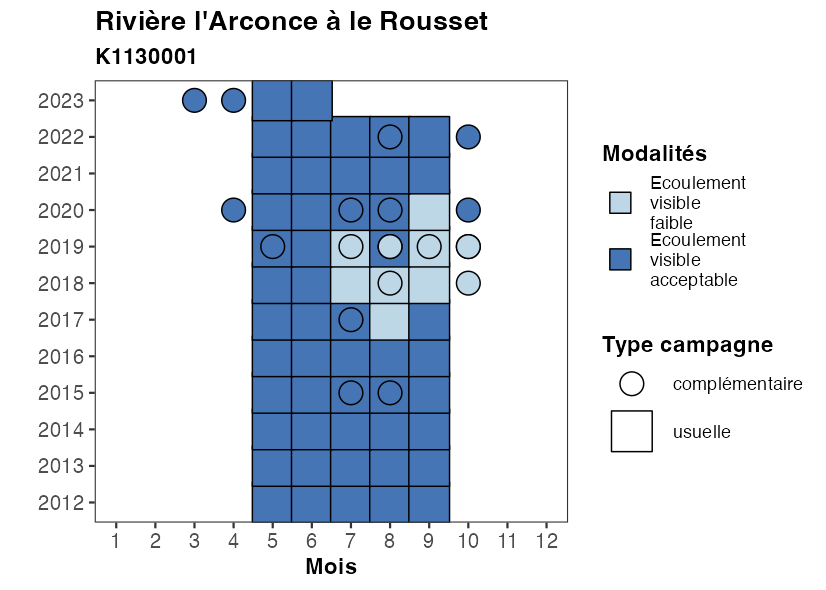 Rivière l'Arconce à le Rousset
K1130001
2023
2022
2021
2020
2019
2018
2017
2016
2015
2014
2013
2012
1 2 3 4 5 6 7 8 9 10 11 12
Mois
Modalités
Ecoulement
visible
faible
Ecoulement
visible
acceptable
Type campagne
complémentaire
usuelle